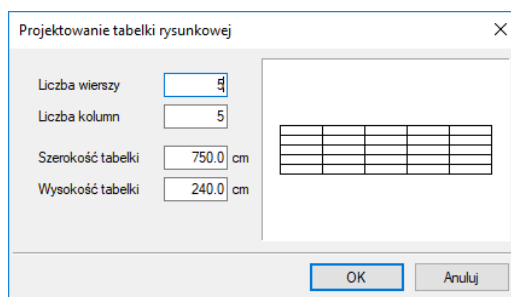 Projektowanie tabelki rysunkowej
Liczba wierszy 5
Liczba kolumn 5
Szerokość tabelki 750.0 cm
Wysokość tabelki 240.0 cm
OK Anuluj